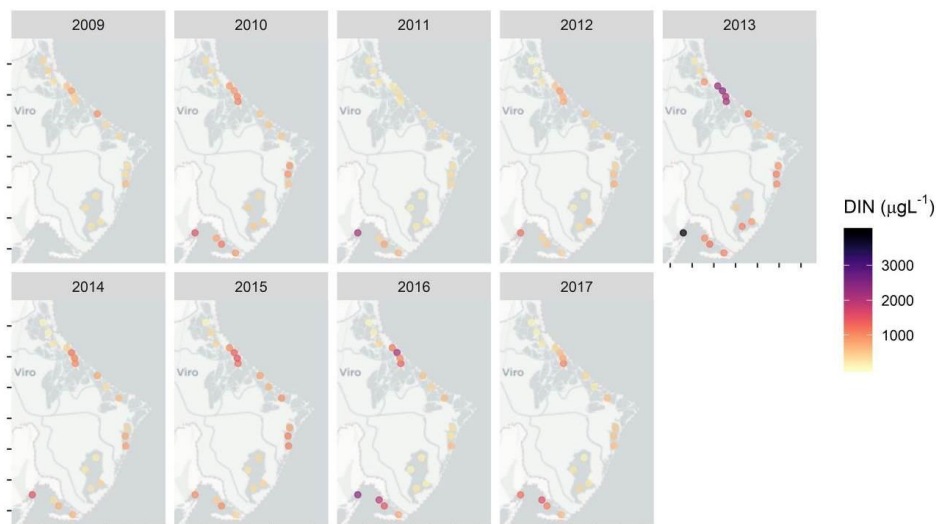 2009 2010 2011 2012 2013
Viro Viro Viro Viro Viro
DIN (µgL⁻¹)
3000
2000
1000
2014 2015 2016 2017
Viro Viro Viro Viro